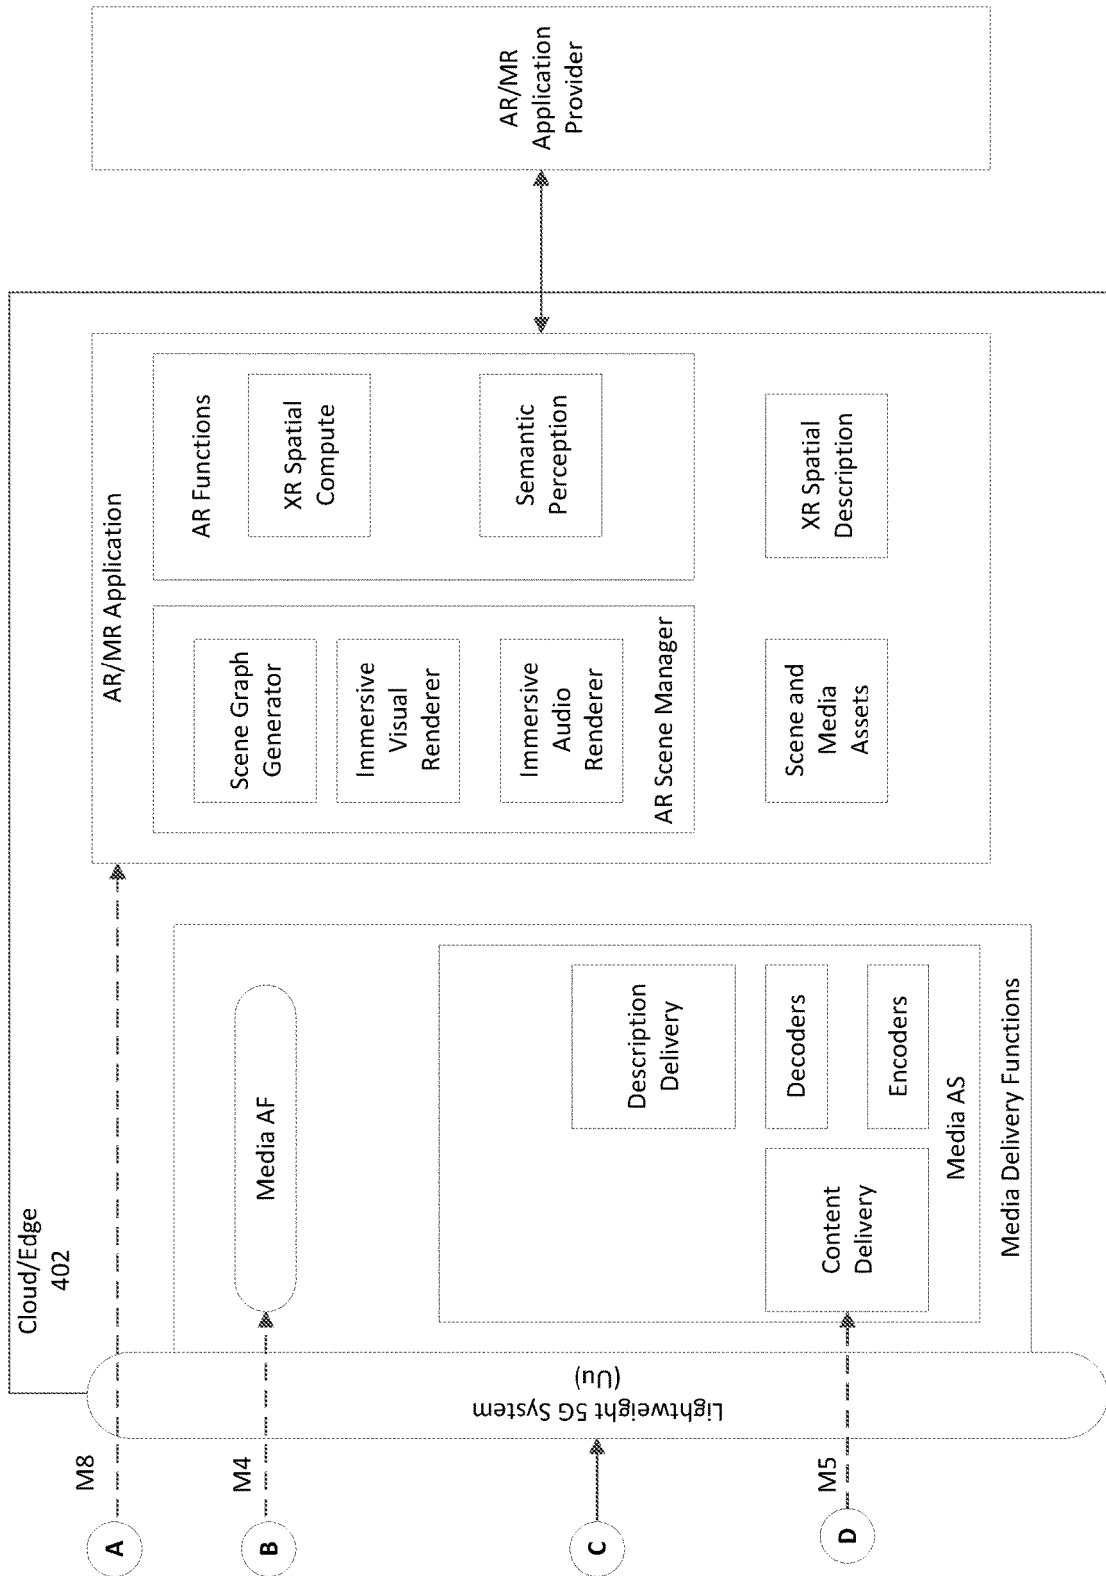 Cloud/Edge
402
A
M8
B
M4
C
D
M5
Lightweight 5G System
(Uu)
Media AF
Description
Delivery
Content
Delivery
Decoders
Encoders
Media AS
Media Delivery Functions
AR/MR Application
Scene Graph
Generator
Immersive
Visual
Renderer
Immersive
Audio
Renderer
AR Scene Manager
AR Functions
XR Spatial
Compute
Semantic
Perception
Scene and
Media
Assets
XR Spatial
Description
AR/MR
Application
Provider